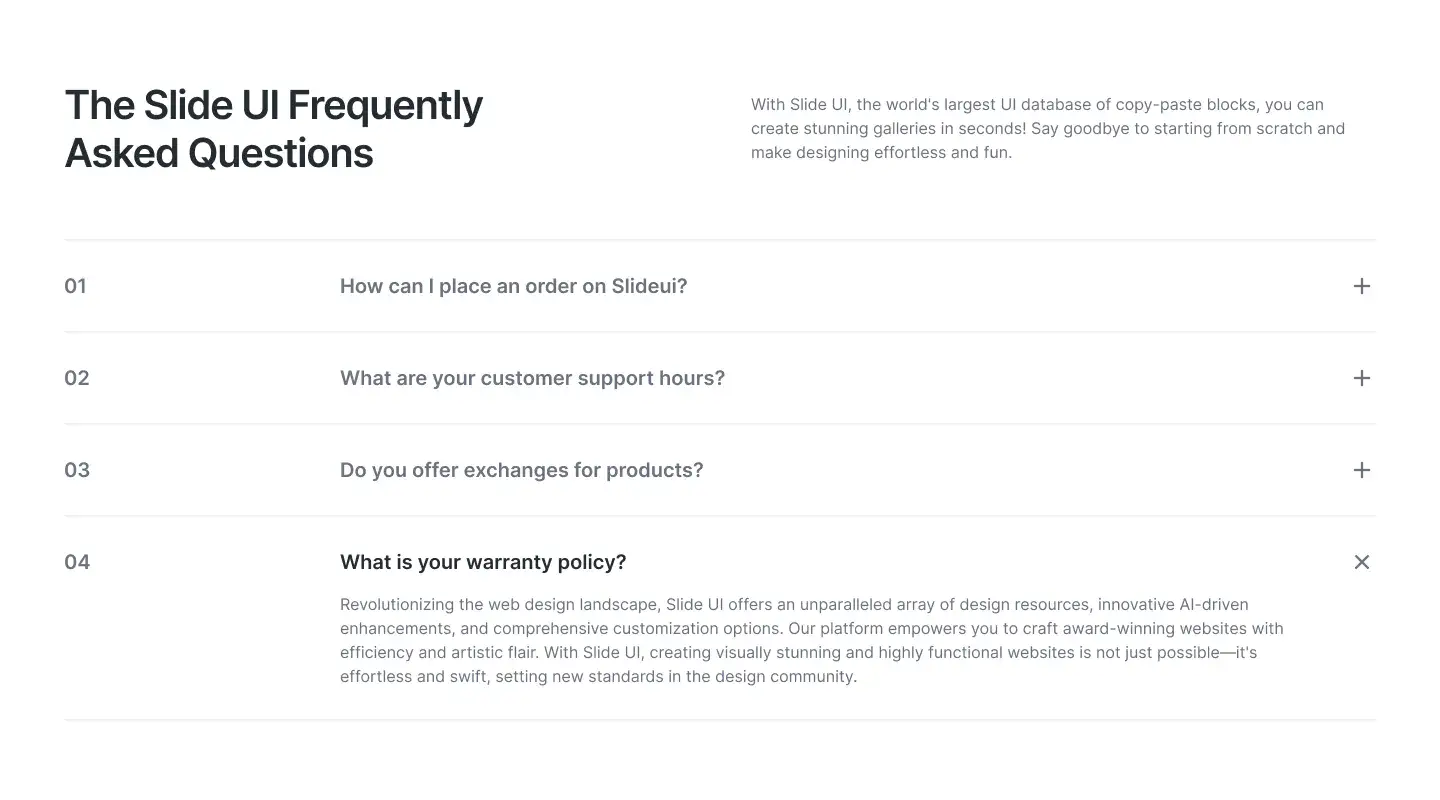 The Slide UI Frequently
Asked Questions
With Slide UI, the world's largest UI database of copy-paste blocks, you can
create stunning galleries in seconds! Say goodbye to starting from scratch and
make designing effortless and fun.
01
How can I place an order on Slideui?
02
What are your customer support hours?
03
Do you offer exchanges for products?
04
What is your warranty policy?
Revolutionizing the web design landscape, Slide UI offers an unparalleled array of design resources, innovative AI-driven
enhancements, and comprehensive customization options. Our platform empowers you to craft award-winning websites with
efficiency and artistic flair. With Slide UI, creating visually stunning and highly functional websites is not just possible—it's
effortless and swift, setting new standards in the design community.